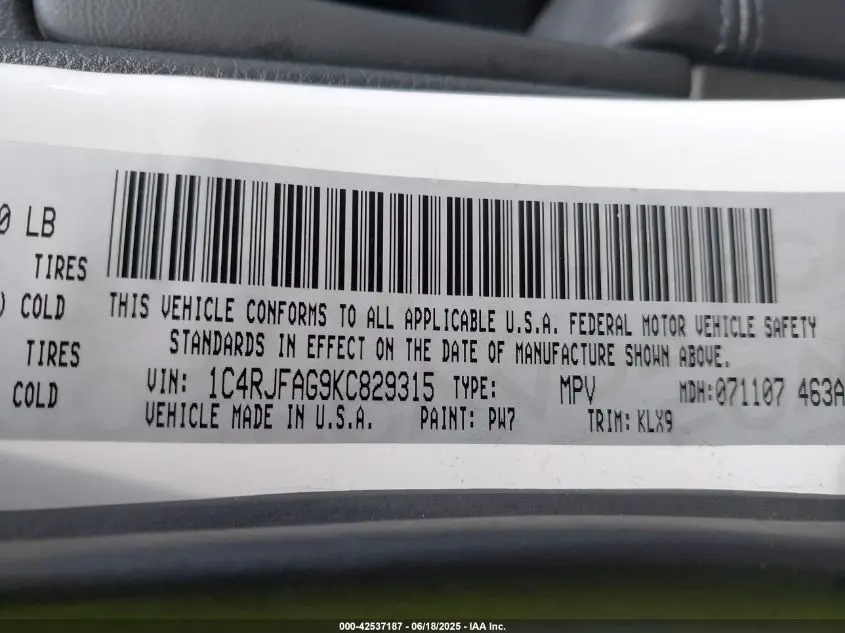 0 LB
TIRES
) COLD
TIRES
COLD
THIS VEHICLE CONFORMS TO ALL APPLICABLE U.S.A. FEDERAL MOTOR VEHICLE SAFETY
STANDARDS IN EFFECT ON THE DATE OF MANUFACTURE SHOWN ABOVE.
VIN: 1C4RJFAG9KC829315 TYPE: MPV MDH:071107 463A
VEHICLE MADE IN U.S.A. PAINT: PW7 TRIM: KLX9
000-42537187 - 06/18/2025 - IAA Inc.